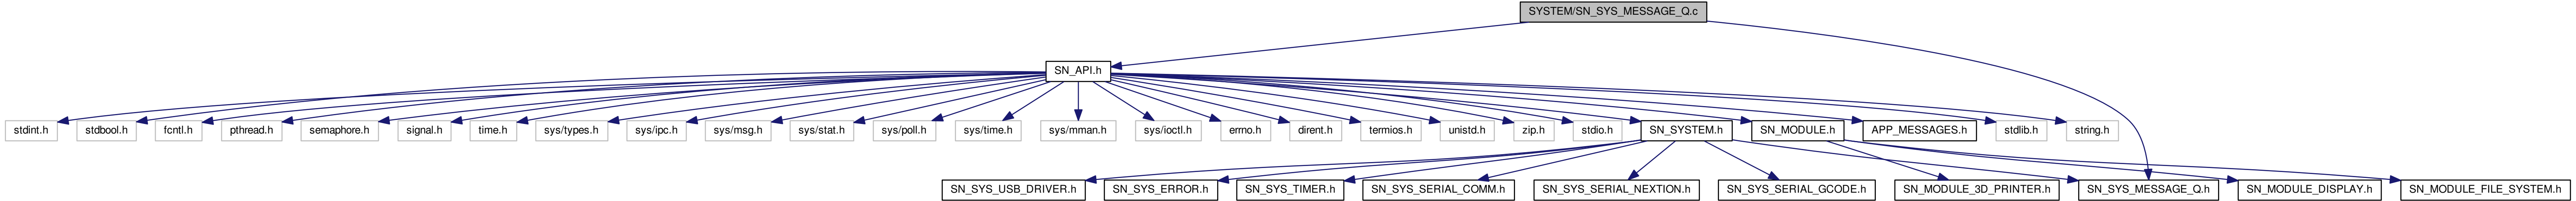 SYSTEM/SN_SYS_MESSAGE_Q.c
SN_API.h
stdint.h
stdbool.h
fcntl.h
pthread.h
semaphore.h
signal.h
time.h
sys/types.h
sys/ipc.h
sys/msg.h
sys/stat.h
sys/poll.h
sys/time.h
sys/mman.h
sys/ioctl.h
errno.h
dirent.h
termios.h
unistd.h
zip.h
stdio.h
SN_SYSTEM.h
SN_MODULE.h
APP_MESSAGES.h
stdlib.h
string.h
SN_SYS_USB_DRIVER.h
SN_SYS_ERROR.h
SN_SYS_TIMER.h
SN_SYS_SERIAL_COMM.h
SN_SYS_SERIAL_NEXTION.h
SN_SYS_SERIAL_GCODE.h
SN_MODULE_3D_PRINTER.h
SN_SYS_MESSAGE_Q.h
SN_MODULE_DISPLAY.h
SN_MODULE_FILE_SYSTEM.h